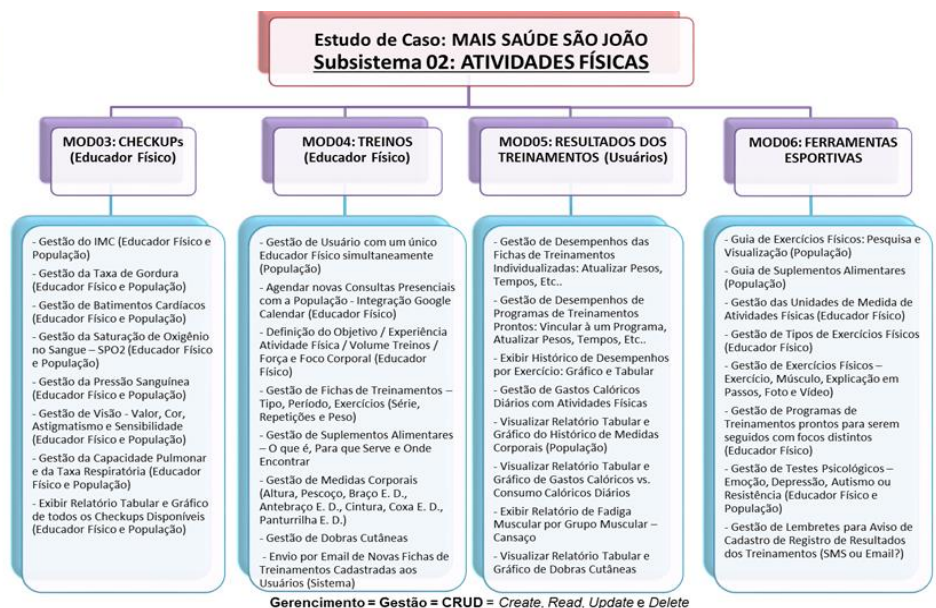 Estudo de Caso: MAIS SAÚDE SÃO JOÃO
Subsistema 02: ATIVIDADES FÍSICAS
MOD03: CHECKUPs
(Educador Físico)
- Gestão do IMC (Educador Físico e
População)
- Gestão da Taxa de Gordura
(Educador Físico e População)
- Gestão de Batimentos Cardíacos
(Educador Físico e População)
- Gestão da Saturação de Oxigênio
no Sangue – SPO2 (Educador Físico
e População)
- Gestão da Pressão Sanguínea
(Educador Físico e População)
- Gestão de Visão - Valor, Cor,
Astigmatismo e Sensibilidade
(Educador Físico e População)
- Gestão da Capacidade Pulmonar
e da Taxa Respiratória (Educador
Físico e População)
- Exibir Relatório Tabular e Gráfico
de todos os Checkups Disponíveis
(Educador Físico e População)
MOD04: TREINOS
(Educador Físico)
- Gestão de Usuário com um único
Educador Físico simultaneamente
(População)
- Agendar novas Consultas Presenciais
com a População - Integração Google
Calendar (Educador Físico)
- Definição do Objetivo / Experiência
Atividade Física / Volume Treinos /
Força e Foco Corporal (Educador
Físico)
- Gestão de Fichas de Treinamentos –
Tipo, Período, Exercícios (Série,
Repetições e Peso)
- Gestão de Suplementos Alimentares
– O que é, Para que Serve e Onde
Encontrar
- Gestão de Medidas Corporais
(Altura, Pescoço, Braço E. D.,
Antebraço E. D., Cintura, Coxa E. D.,
Panturrilha E. D.)
- Gestão de Dobras Cutâneas
- Envio por Email de Novas Fichas de
Treinamentos Cadastradas aos
Usuários (Sistema)
MOD05: RESULTADOS DOS
TREINAMENTOS (Usuários)
- Gestão de Desempenhos das
Fichas de Treinamentos
Individualizadas: Atualizar Pesos,
Tempos, Etc..
- Gestão de Desempenhos de
Programas de Treinamentos
Prontos: Vincular à um Programa,
Atualizar Pesos, Tempos, Etc..
- Exibir Histórico de Desempenhos
por Exercício: Gráfico e Tabular
- Gestão de Gastos Calóricos
Diários com Atividades Físicas
- Visualizar Relatório Tabular e
Gráfico do Histórico de Medidas
Corporais (População)
- Visualizar Relatório Tabular e
Gráfico de Gastos Calóricos vs.
Consumo Calóricos Diários
- Exibir Relatório de Fadiga
Muscular por Grupo Muscular –
Cansaço
- Visualizar Relatório Tabular e
Gráfico de Dobras Cutâneas
MOD06: FERRAMENTAS
ESPORTIVAS
- Guia de Exercícios Físicos: Pesquisa e
Visualização (População)
- Guia de Suplementos Alimentares
(População)
- Gestão das Unidades de Medida de
Atividades Físicas (Educador Físico)
- Gestão de Tipos de Exercícios Físicos
(Educador Físico)
- Gestão de Exercícios Físicos –
Exercício, Músculo, Explicação em
Passos, Foto e Vídeo)
- Gestão de Programas de
Treinamentos prontos para serem
seguidos com focos distintos
(Educador Físico)
- Gestão de Testes Psicológicos –
Emoção, Depressão, Autismo ou
Resistência (Educador Físico e
População)
- Gestão de Lembretes para Aviso de
Cadastro de Registro de Resultados
dos Treinamentos (SMS ou Email?)
Gerencimento = Gestão = CRUD = Create, Read, Update e Delete